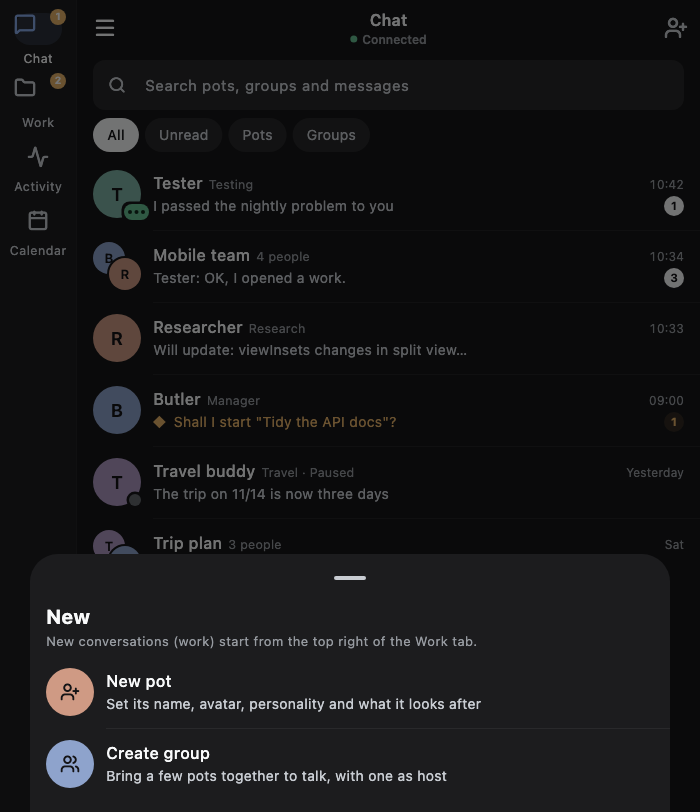 1
Chat
Connected
Chat
2
Work
Activity
Calendar
Search pots, groups and messages
All
Unread
Pots
Groups
T
Tester Testing
10:42
I passed the nightly problem to you
1
B
R
Mobile team 4 people
10:34
Tester: OK, I opened a work.
3
R
Researcher Research
10:33
Will update: viewInsets changes in split view...
B
Butler Manager
09:00
Shall I start "Tidy the API docs"?
1
T
Travel buddy Travel · Paused
Yesterday
The trip on 11/14 is now three days
T
Trip plan 3 people
Sat
New
New conversations (work) start from the top right of the Work tab.
New pot
Set its name, avatar, personality and what it looks after
Create group
Bring a few pots together to talk, with one as host